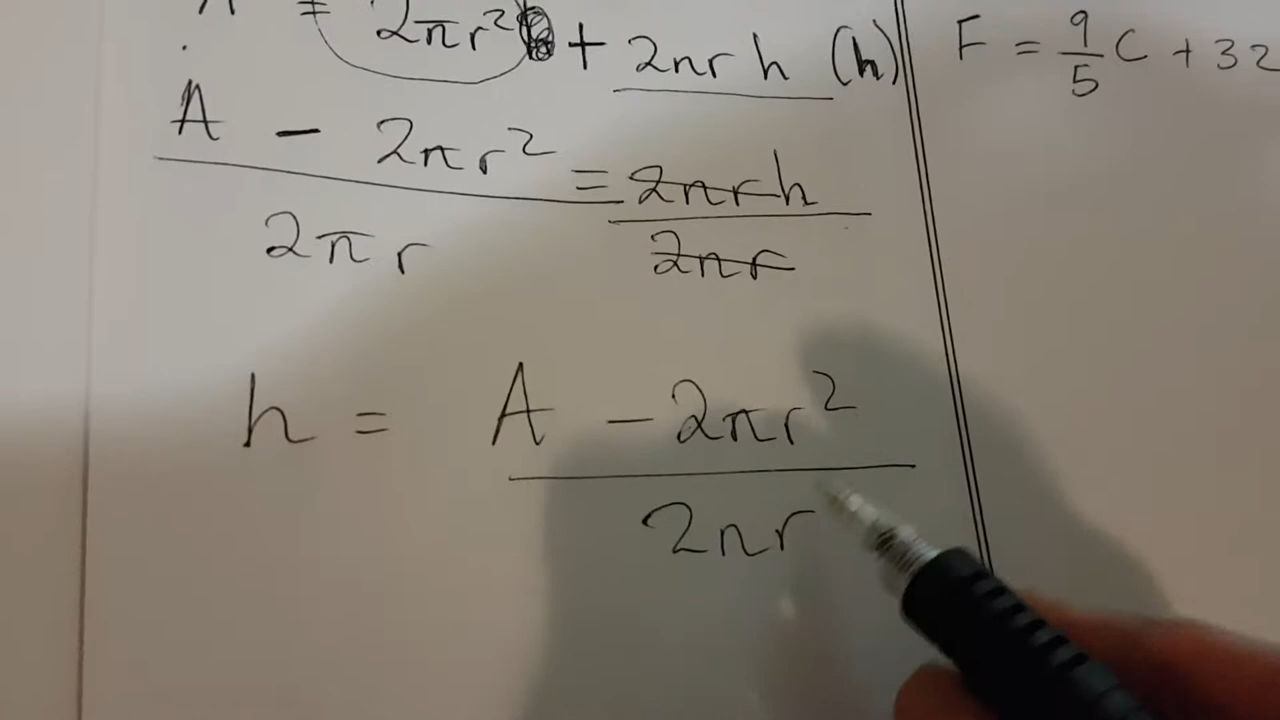 A = 2πr² + 2πrh (h)
A - 2πr² = 2πrh
2πr 2πr
h = A - 2πr²
2πr
F = 9/5 C + 32